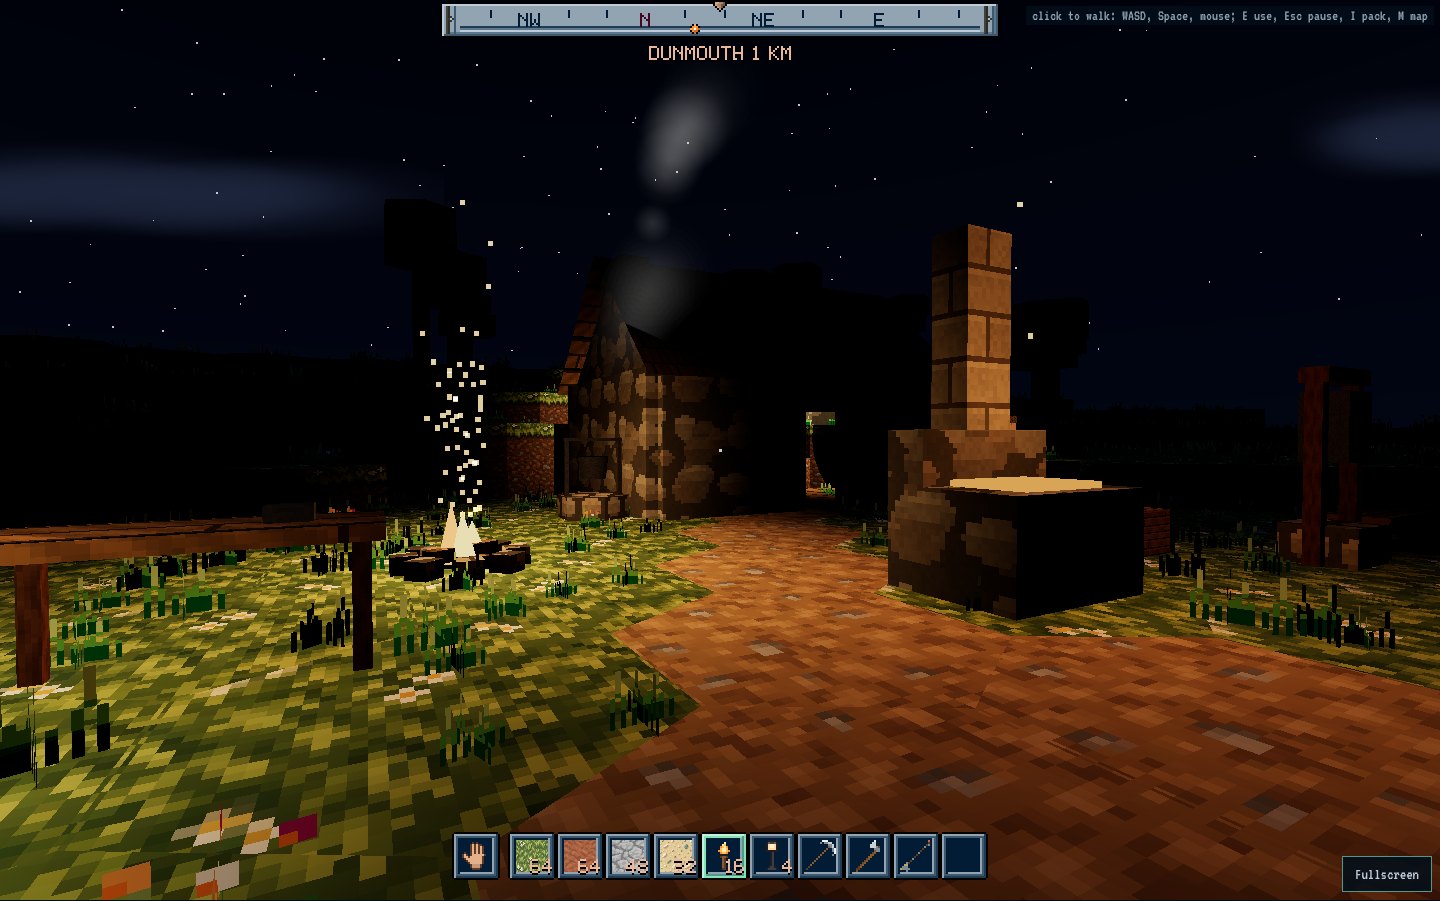 NW N NE E
click to walk: WASD, Space, mouse; E use, Esc pause, I pack, M map
DUNMOUTH 1 KM
64 64 48 32 16 4
Fullscreen